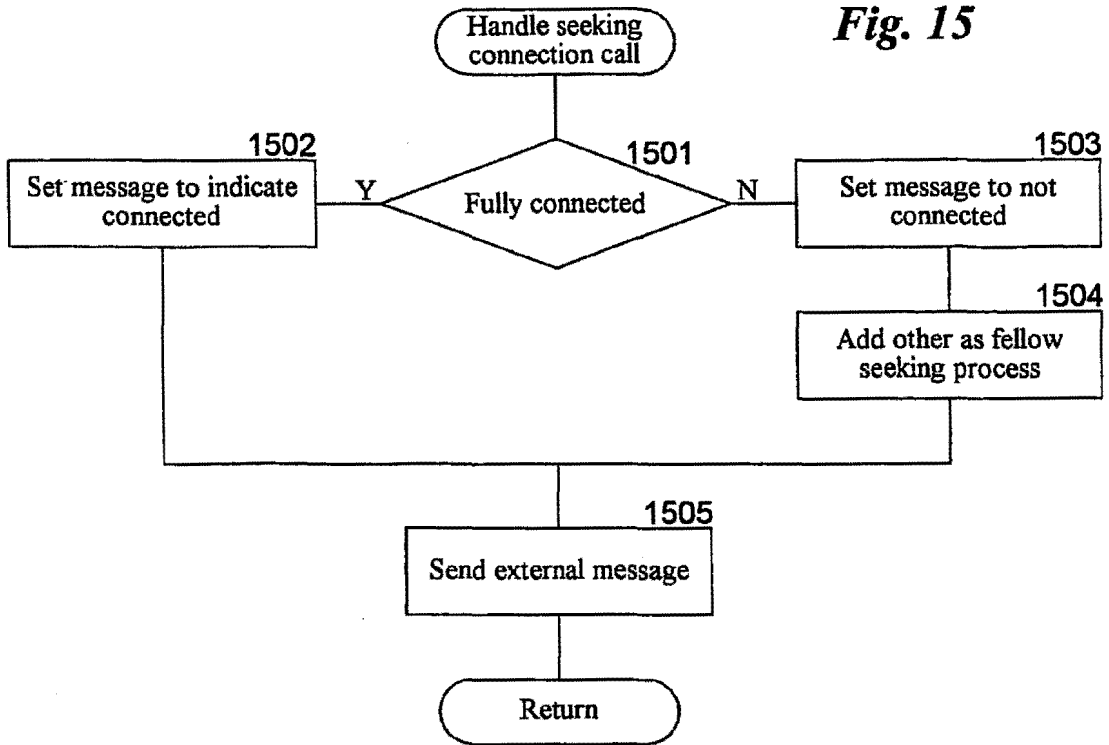 Handle seeking
connection call
Fig. 15
1502
Set message to indicate
connected
Y
1501
Fully connected
N
1503
Set message to not
connected
1504
Add other as fellow
seeking process
1505
Send external message
Return